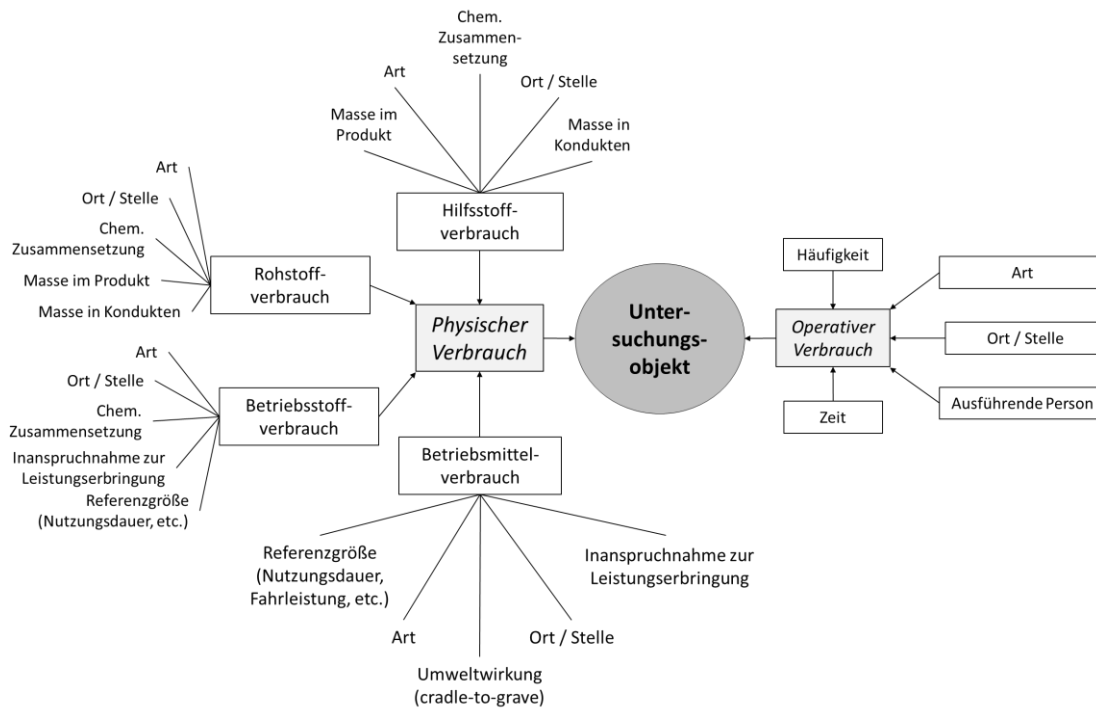 Chem.
Zusammen-
setzung
Art
Ort / Stelle
Masse im
Produkt
Masse in
Kondukten
Hilfsstoff-
verbrauch
Art
Ort / Stelle
Chem.
Zusammensetzung
Masse im Produkt
Masse in Kondukten
Rohstoff-
verbrauch
Physischer
Verbrauch
Unter-
suchungs-
objekt
Häufigkeit
Operativer
Verbrauch
Zeit
Art
Ort / Stelle
Ausführende Person
Art
Ort / Stelle
Chem.
Zusammensetzung
Inanspruchnahme zur
Leistungserbringung
Referenzgröße
(Nutzungsdauer, etc.)
Betriebsstoff-
verbrauch
Betriebsmittel-
verbrauch
Referenzgröße
(Nutzungsdauer,
Fahrleistung, etc.)
Art
Umweltwirkung
(cradle-to-grave)
Ort / Stelle
Inanspruchnahme zur
Leistungserbringung